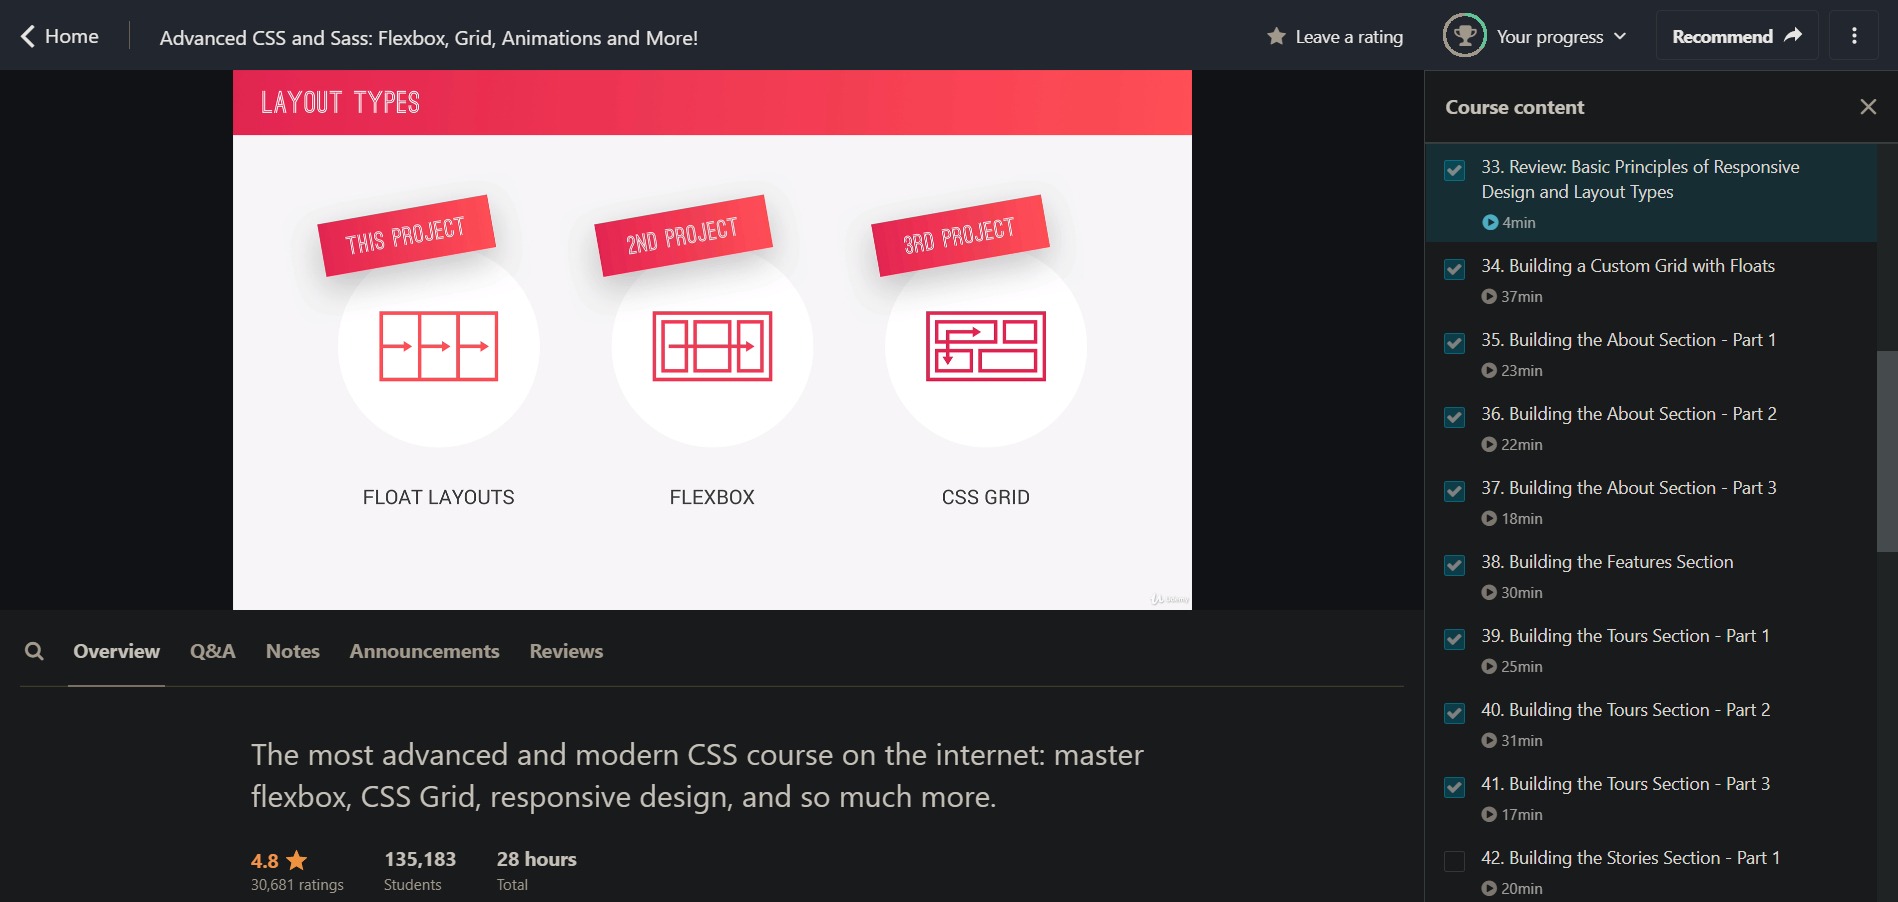 Home
Advanced CSS and Sass: Flexbox, Grid, Animations and More!
Leave a rating
Your progress
Recommend
LAYOUT TYPES
THIS PROJECT
2ND PROJECT
3RD PROJECT
FLOAT LAYOUTS
FLEXBOX
CSS GRID
Udemy
Overview
Q&A
Notes
Announcements
Reviews
The most advanced and modern CSS course on the internet: master
flexbox, CSS Grid, responsive design, and so much more.
4.8
135,183
28 hours
30,681 ratings
Students
Total
Course content
33. Review: Basic Principles of Responsive
Design and Layout Types
4min
34. Building a Custom Grid with Floats
37min
35. Building the About Section - Part 1
23min
36. Building the About Section - Part 2
22min
37. Building the About Section - Part 3
18min
38. Building the Features Section
30min
39. Building the Tours Section - Part 1
25min
40. Building the Tours Section - Part 2
31min
41. Building the Tours Section - Part 3
17min
42. Building the Stories Section - Part 1
20min